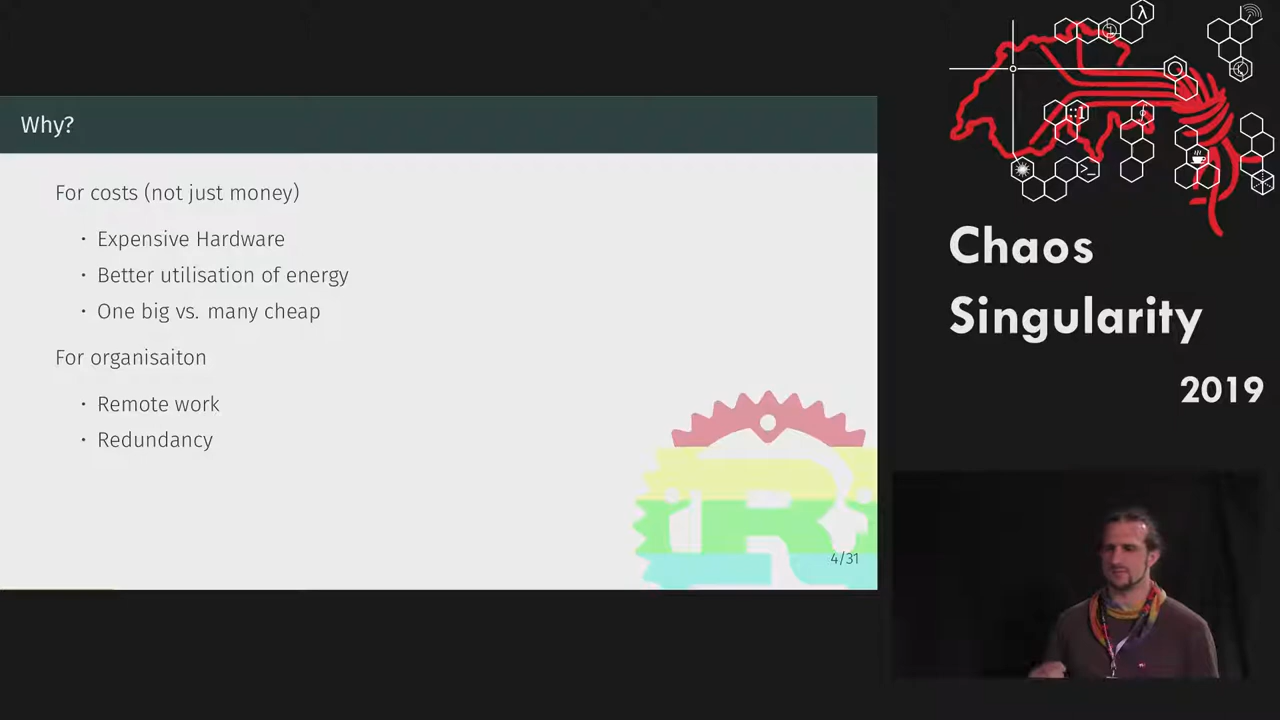 Why?
For costs (not just money)
· Expensive Hardware
· Better utilisation of energy
· One big vs. many cheap
For organisaiton
· Remote work
· Redundancy
4/31
λ
::1
>_
Chaos
Singularity
2019